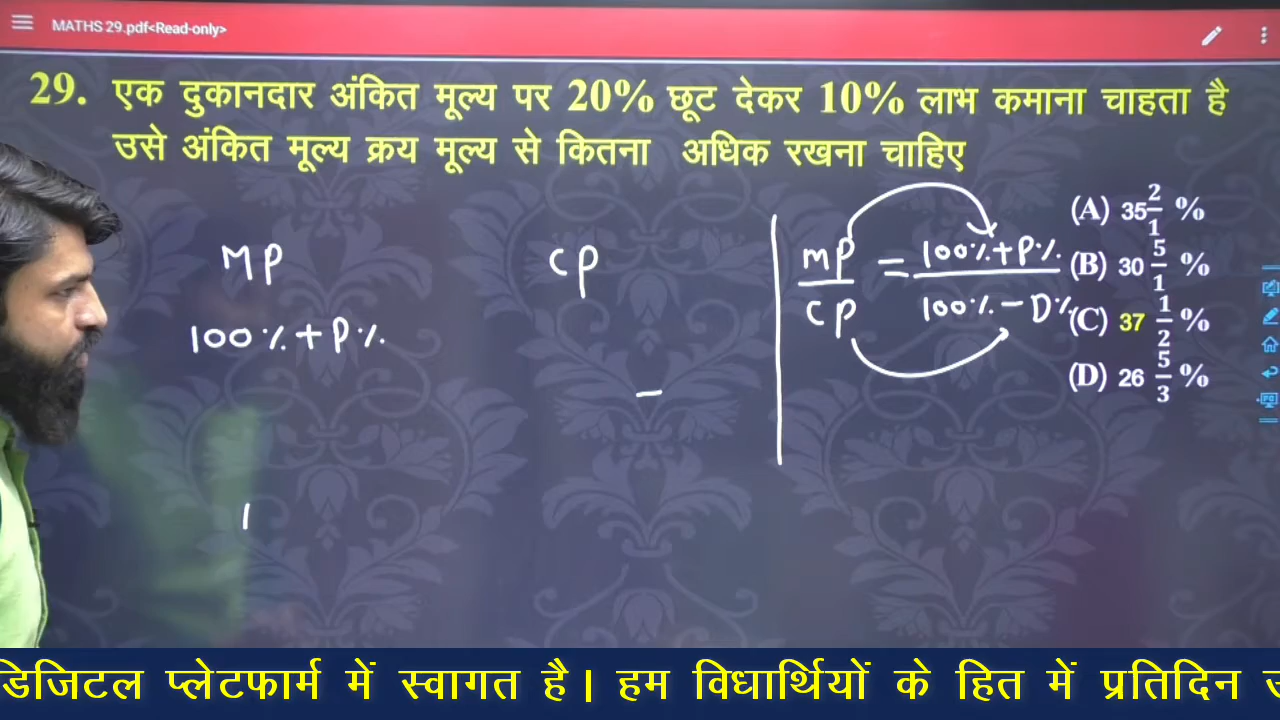 MATHS 29.pdf<Read-only>
29. एक दुकानदार अंकित मूल्य पर 20% छूट देकर 10% लाभ कमाना चाहता है
उसे अंकित मूल्य क्रय मूल्य से कितना अधिक रखना चाहिए
MP CP
100%+P%
–
1
MP/CP = 100%+P%/100%-D%
(A) 35 2/1 %
(B) 30 5/1 %
(C) 37 1/2 %
(D) 26 5/3 %
डिजिटल प्लेटफार्म में स्वागत है। हम विधार्थियों के हित में प्रतिदिन